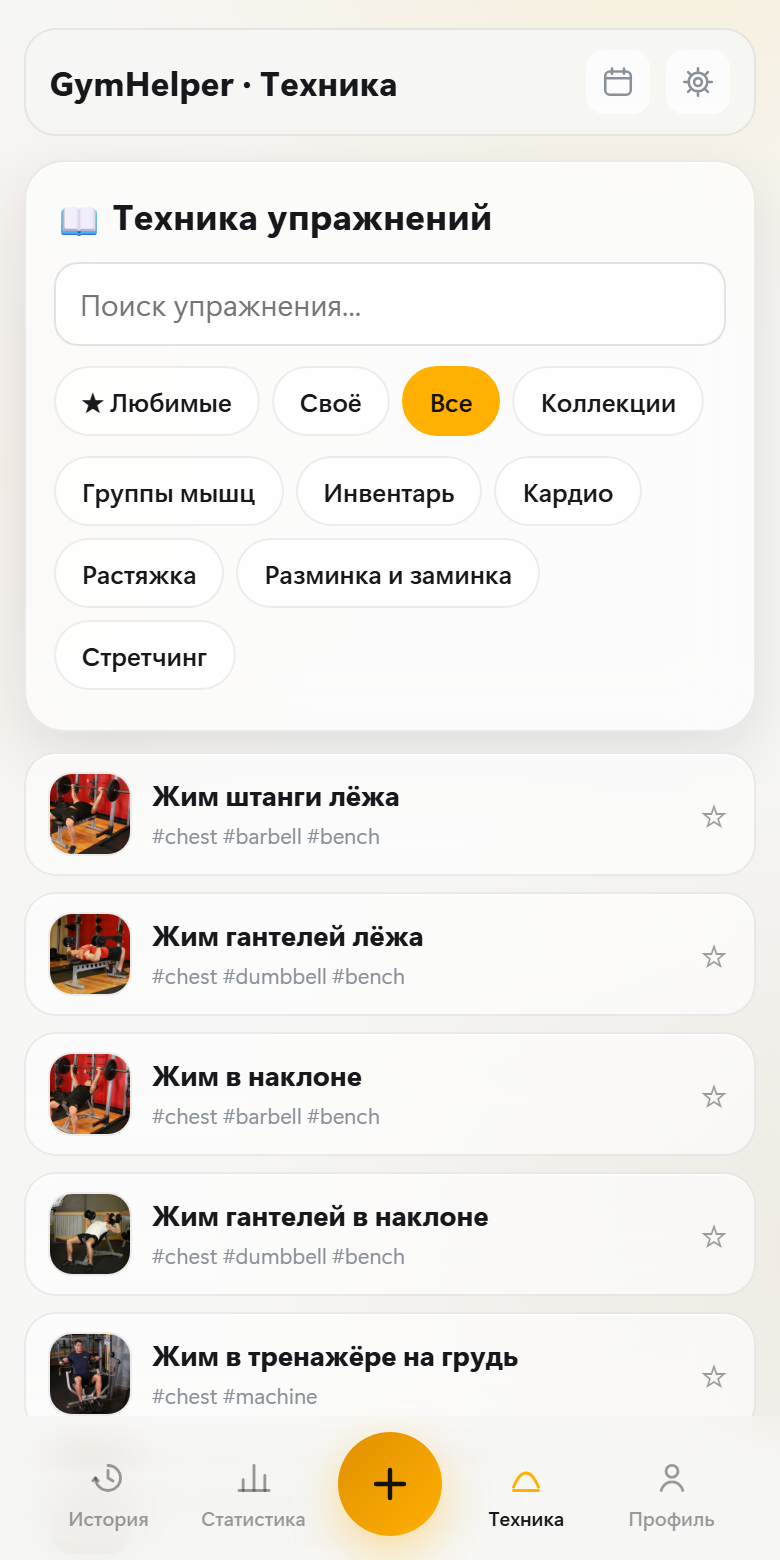 GymHelper · Техника
📖 Техника упражнений
Поиск упражнения...
★ Любимые Своё Все Коллекции
Группы мышц Инвентарь Кардио
Растяжка Разминка и заминка
Стретчинг
Жим штанги лёжа
#chest #barbell #bench
Жим гантелей лёжа
#chest #dumbbell #bench
Жим в наклоне
#chest #barbell #bench
Жим гантелей в наклоне
#chest #dumbbell #bench
Жим в тренажёре на грудь
#chest #machine
История Статистика Техника Профиль